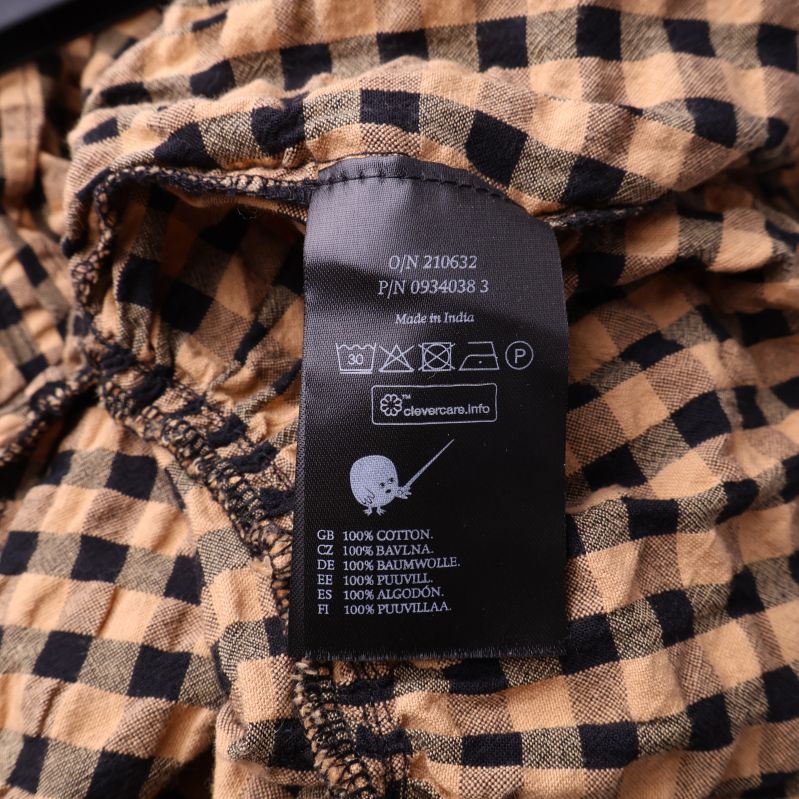 O/N 210632
P/N 0934038 3
Made in India
30 P
™
clevercare.info
GB 100% COTTON.
CZ 100% BAVLNA.
DE 100% BAUMWOLLE.
EE 100% PUUVILL.
ES 100% ALGODÓN.
FI 100% PUUVILLAA.